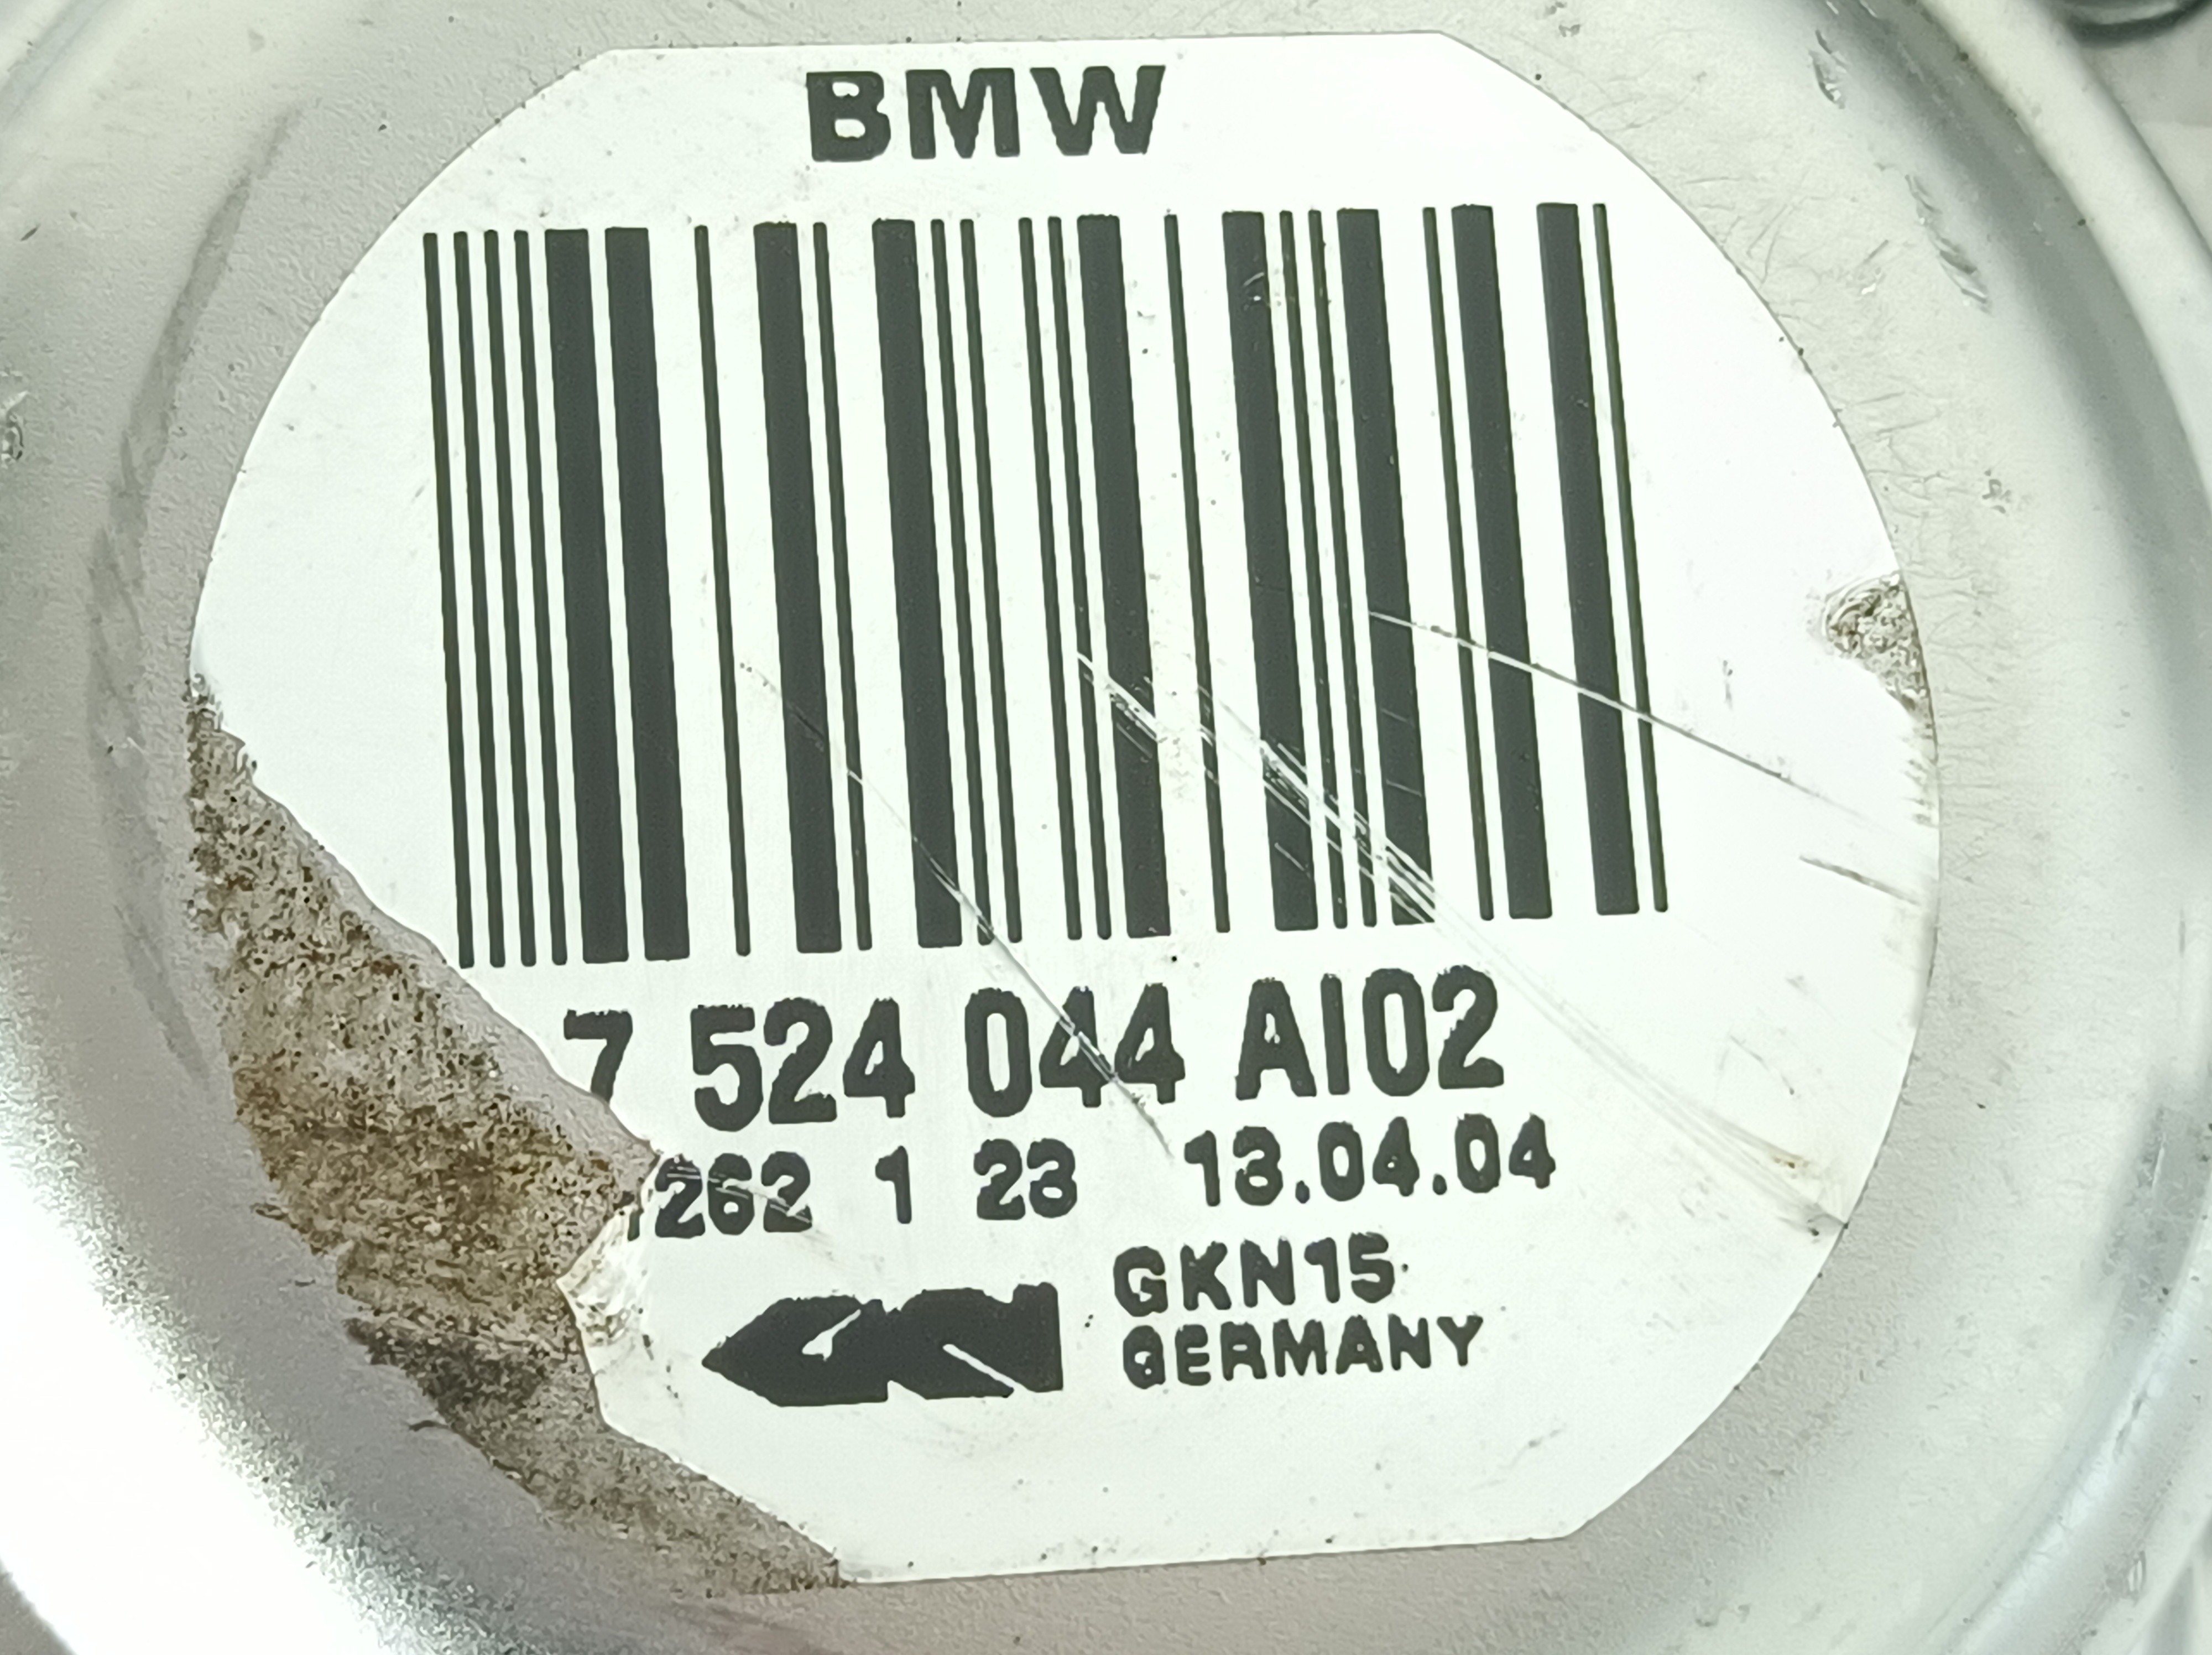 BMW
7 524 044 AI02
262 1 23 13.04.04
GKN15
GERMANY